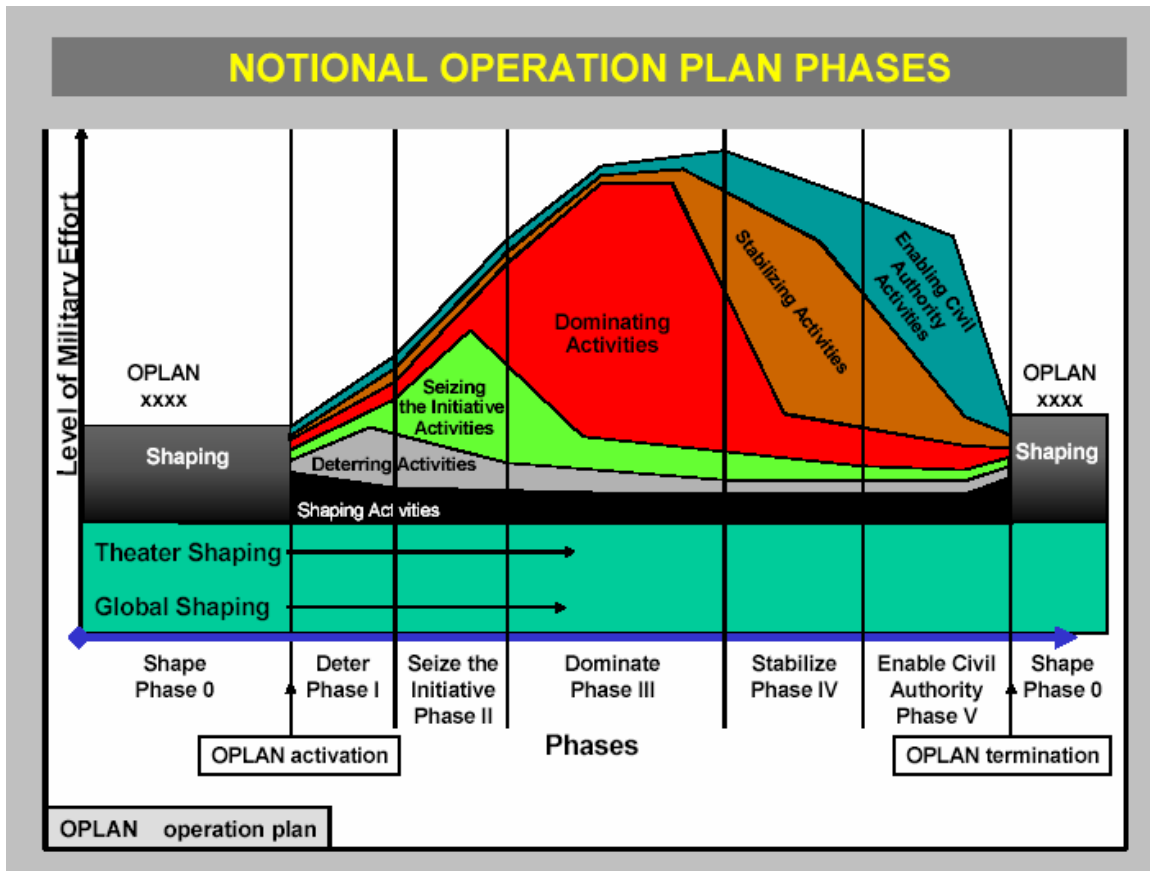 NOTIONAL OPERATION PLAN PHASES
Level of Military Effort
OPLAN
xxxx
Shaping
Dominating
Activities
Seizing
the Initiative
Activities
Deterring Activities
Shaping Activities
Stabilizing Activities
Enabling Civil
Authority
Activities
OPLAN
xxxx
Shaping
Theater Shaping
Global Shaping
Shape
Phase 0
Deter
Phase I
Seize the
Initiative
Phase II
Dominate
Phase III
Stabilize
Phase IV
Enable Civil
Authority
Phase V
Shape
Phase 0
OPLAN activation
Phases
OPLAN termination
OPLAN operation plan